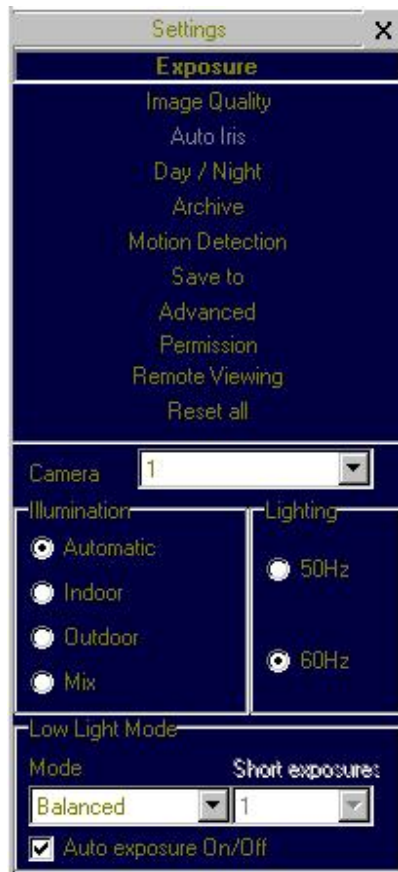 Settings
Exposure
Image Quality
Auto Iris
Day / Night
Archive
Motion Detection
Save to
Advanced
Permission
Remote Viewing
Reset all
Camera 1
Illumination Lighting
Automatic
50Hz
Indoor
Outdoor
60Hz
Mix
Low Light Mode
Mode Short exposures
Balanced 1
Auto exposure On/Off